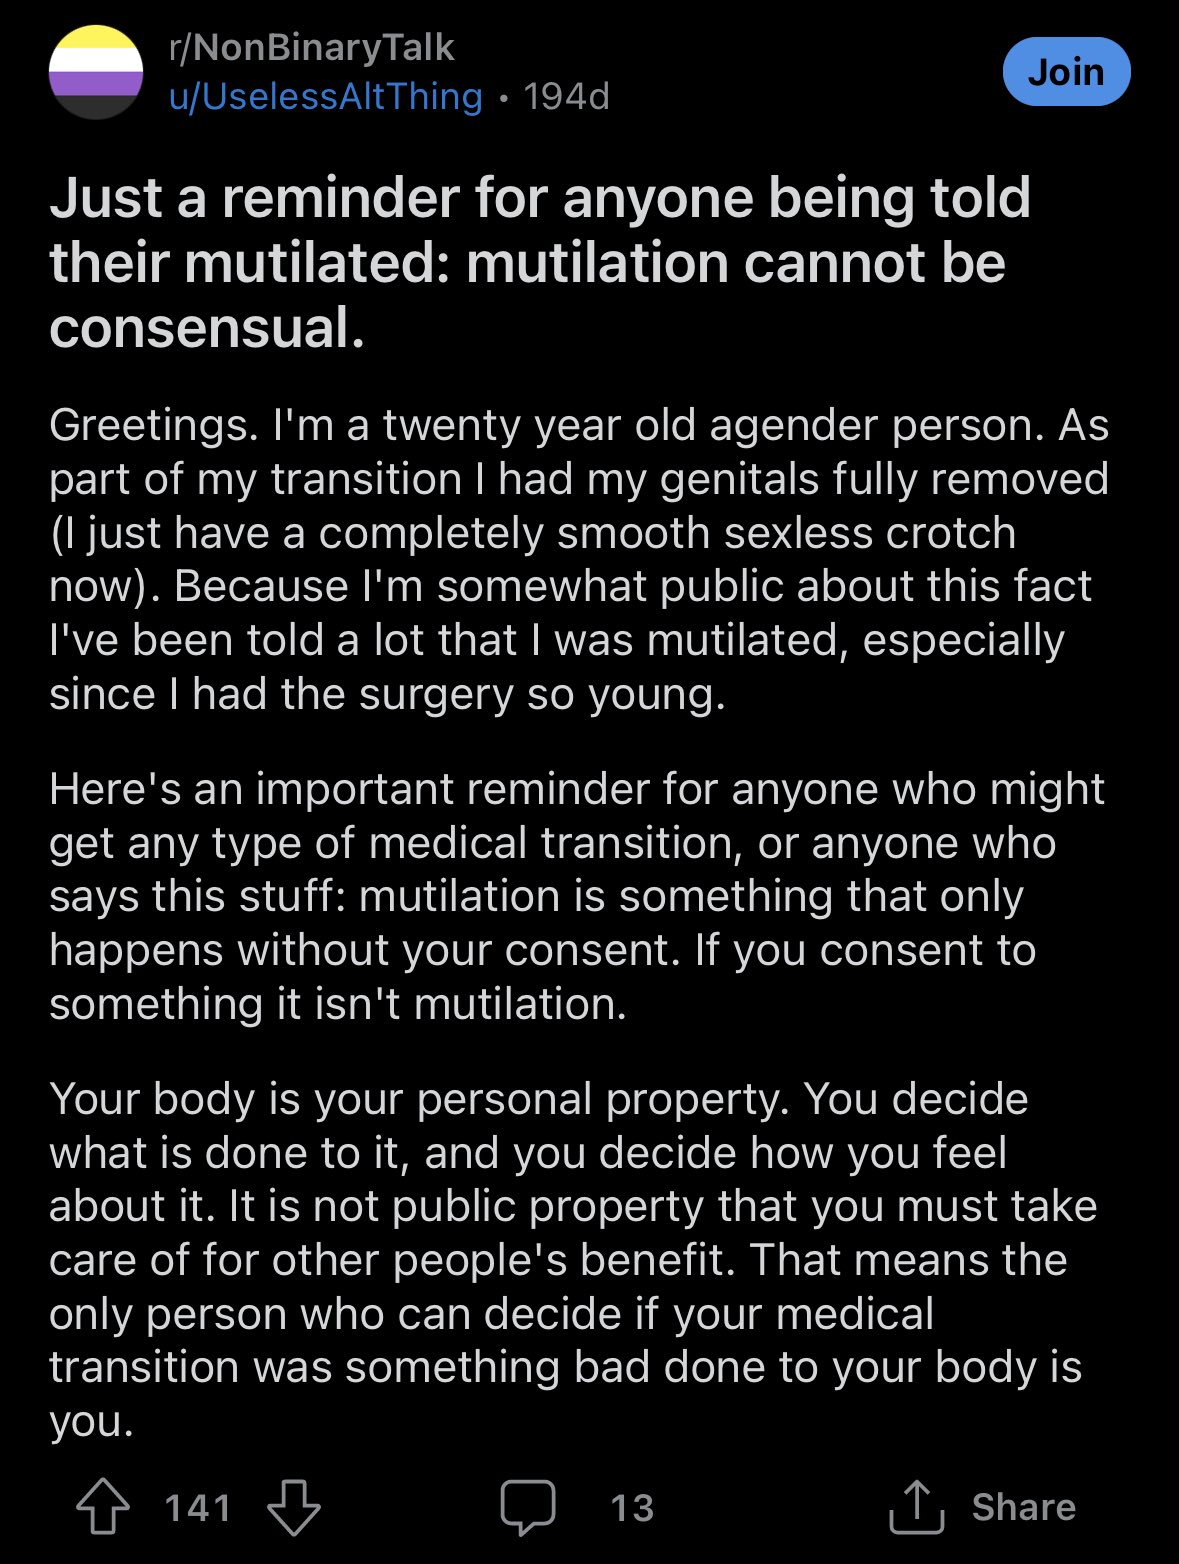 r/NonBinaryTalk
u/UselessAltThing • 194d
Join
Just a reminder for anyone being told
their mutilated: mutilation cannot be
consensual.
Greetings. I'm a twenty year old agender person. As
part of my transition I had my genitals fully removed
(I just have a completely smooth sexless crotch
now). Because I'm somewhat public about this fact
I've been told a lot that I was mutilated, especially
since I had the surgery so young.
Here's an important reminder for anyone who might
get any type of medical transition, or anyone who
says this stuff: mutilation is something that only
happens without your consent. If you consent to
something it isn't mutilation.
Your body is your personal property. You decide
what is done to it, and you decide how you feel
about it. It is not public property that you must take
care of for other people's benefit. That means the
only person who can decide if your medical
transition was something bad done to your body is
you.
141
13
Share